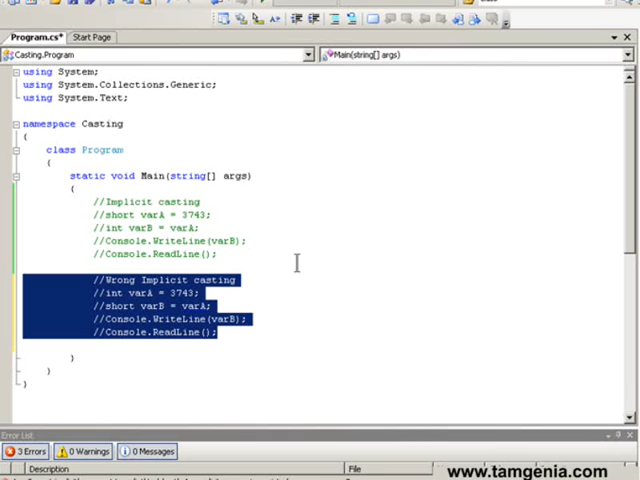 Program.cs* Start Page
Casting.Program Main(string[] args)
using System;
using System.Collections.Generic;
using System.Text;
namespace Casting
{
class Program
{
static void Main(string[] args)
{
//Implicit casting
//short varA = 3743;
//int varB = varA;
//Console.WriteLine(varB);
//Console.ReadLine();
//Wrong Implicit casting
//int varA = 3743;
//short varB = varA;
//Console.WriteLine(varB);
//Console.ReadLine();
}
}
}
Error List
3 Errors 0 Warnings 0 Messages
Description File
www.tamgenia.com